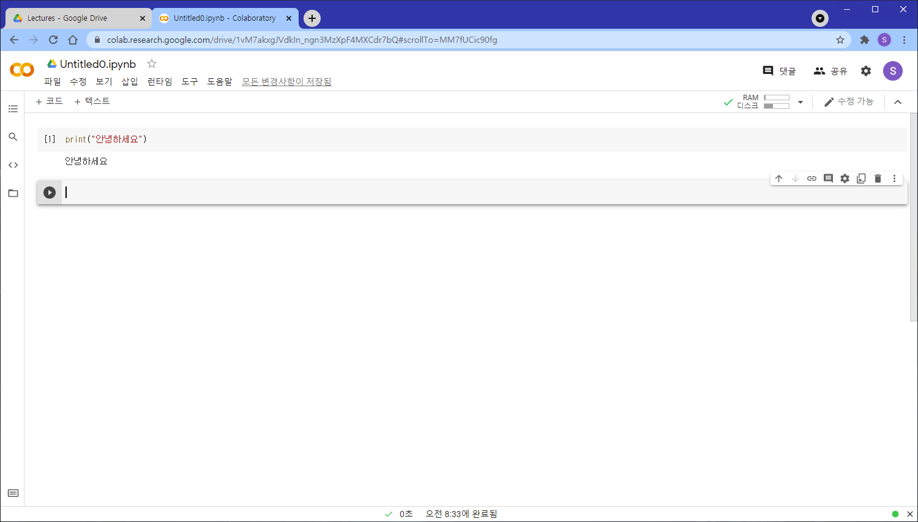 Lectures - Google Drive
Untitled0.ipynb - Colaboratory
colab.research.google.com/drive/1vM7akxgJVdkIn_ngn3MzXpF4MXCdr7bQ#scrollTo=MM7fUCic90fg
S
CO
Untitled0.ipynb
파일 수정 보기 삽입 런타임 도구 도움말 모든 변경사항이 저장됨
댓글 공유 S
+ 코드 + 텍스트
RAM
디스크
수정 가능
[1] print("안녕하세요")
안녕하세요
0초 오전 8:33에 완료됨